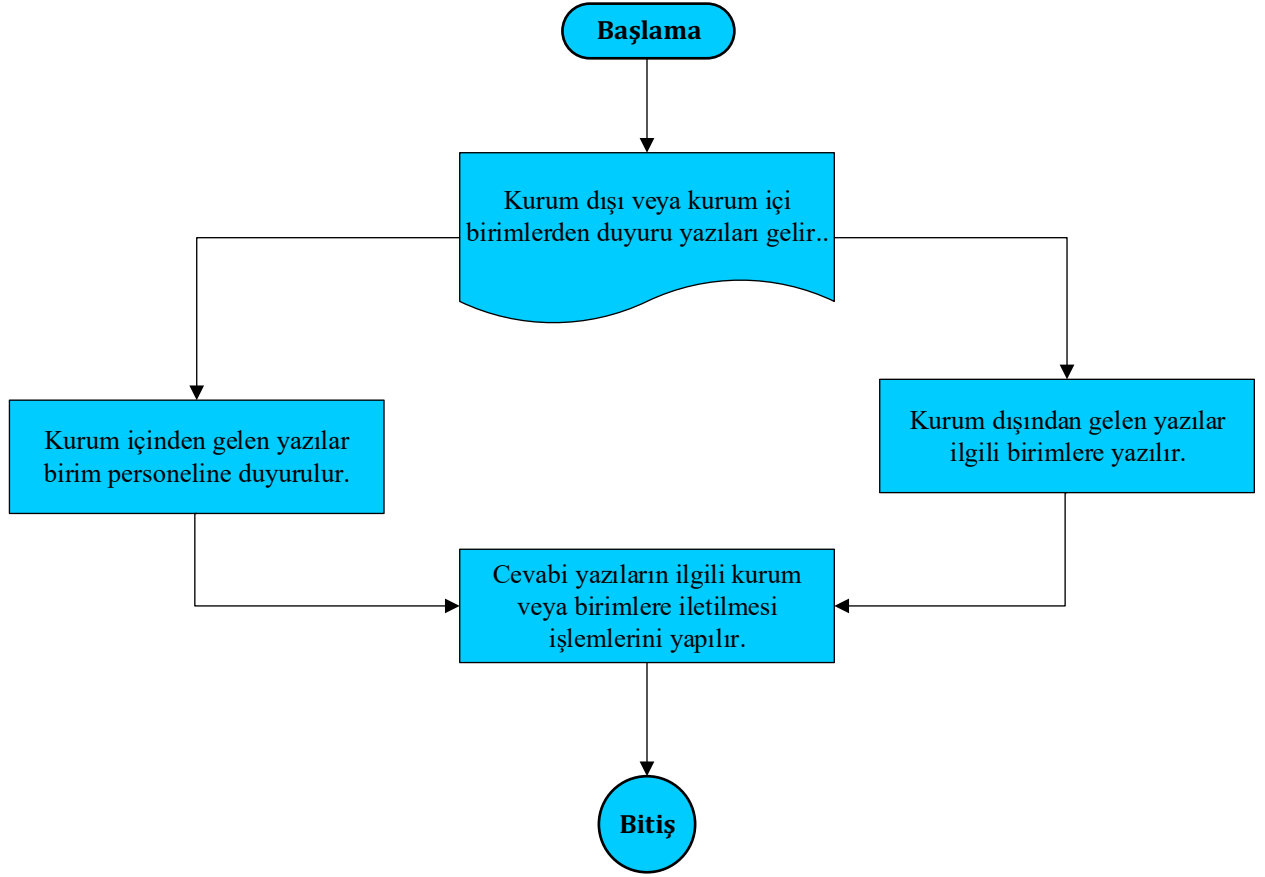 Başlama
Kurum dışı veya kurum içi
birimlerden duyuru yazıları gelir..
Kurum içinden gelen yazılar
birim personeline duyurulur.
Kurum dışından gelen yazılar
ilgili birimlere yazılır.
Cevabi yazıların ilgili kurum
veya birimlere iletilmesi
işlemlerini yapılır.
Bitiş